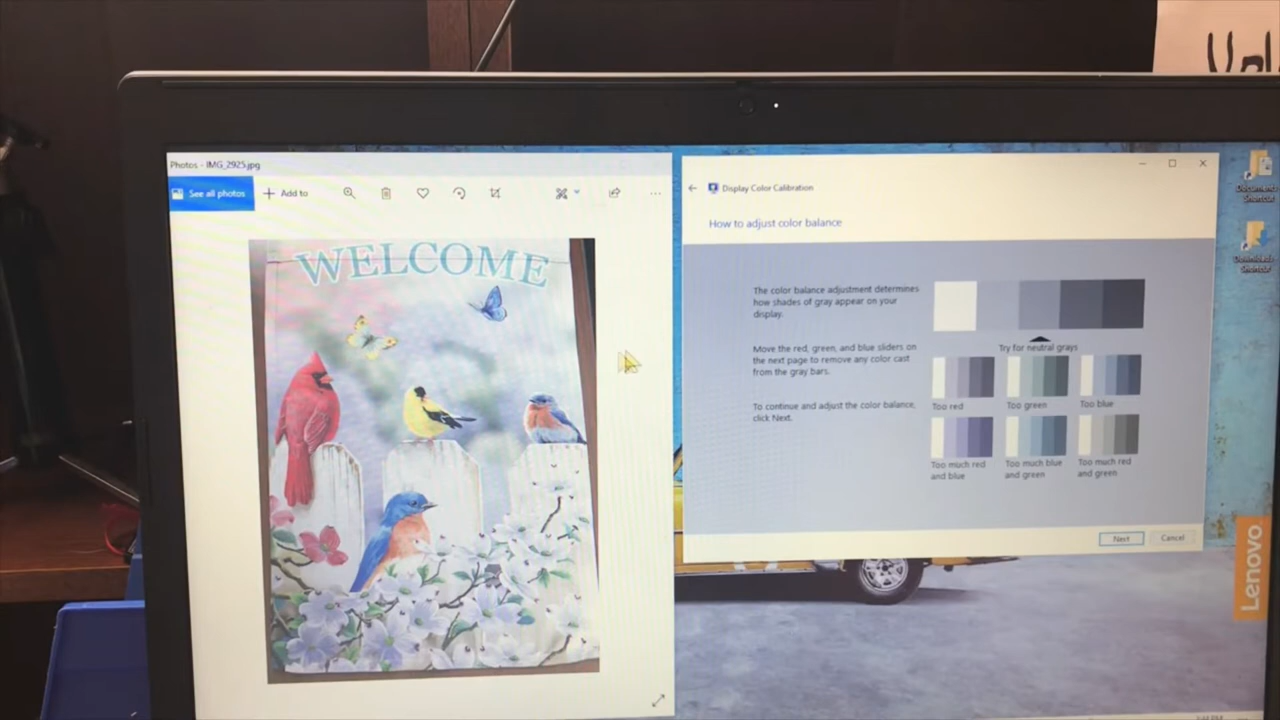 Photos - IMG_2925.jpg
See all photos
Add to
WELCOME
Display Color Calibration
How to adjust color balance
The color balance adjustment determines
how shades of gray appear on your
display.
Move the red, green, and blue sliders on
the next page to remove any color cast
from the gray bars.
To continue and adjust the color balance,
click Next.
Try for neutral grays
Too red
Too green
Too blue
Too much red
and blue
Too much blue
and green
Too much red
and green
Next
Cancel
Shortcut
Shortcut
Lenovo